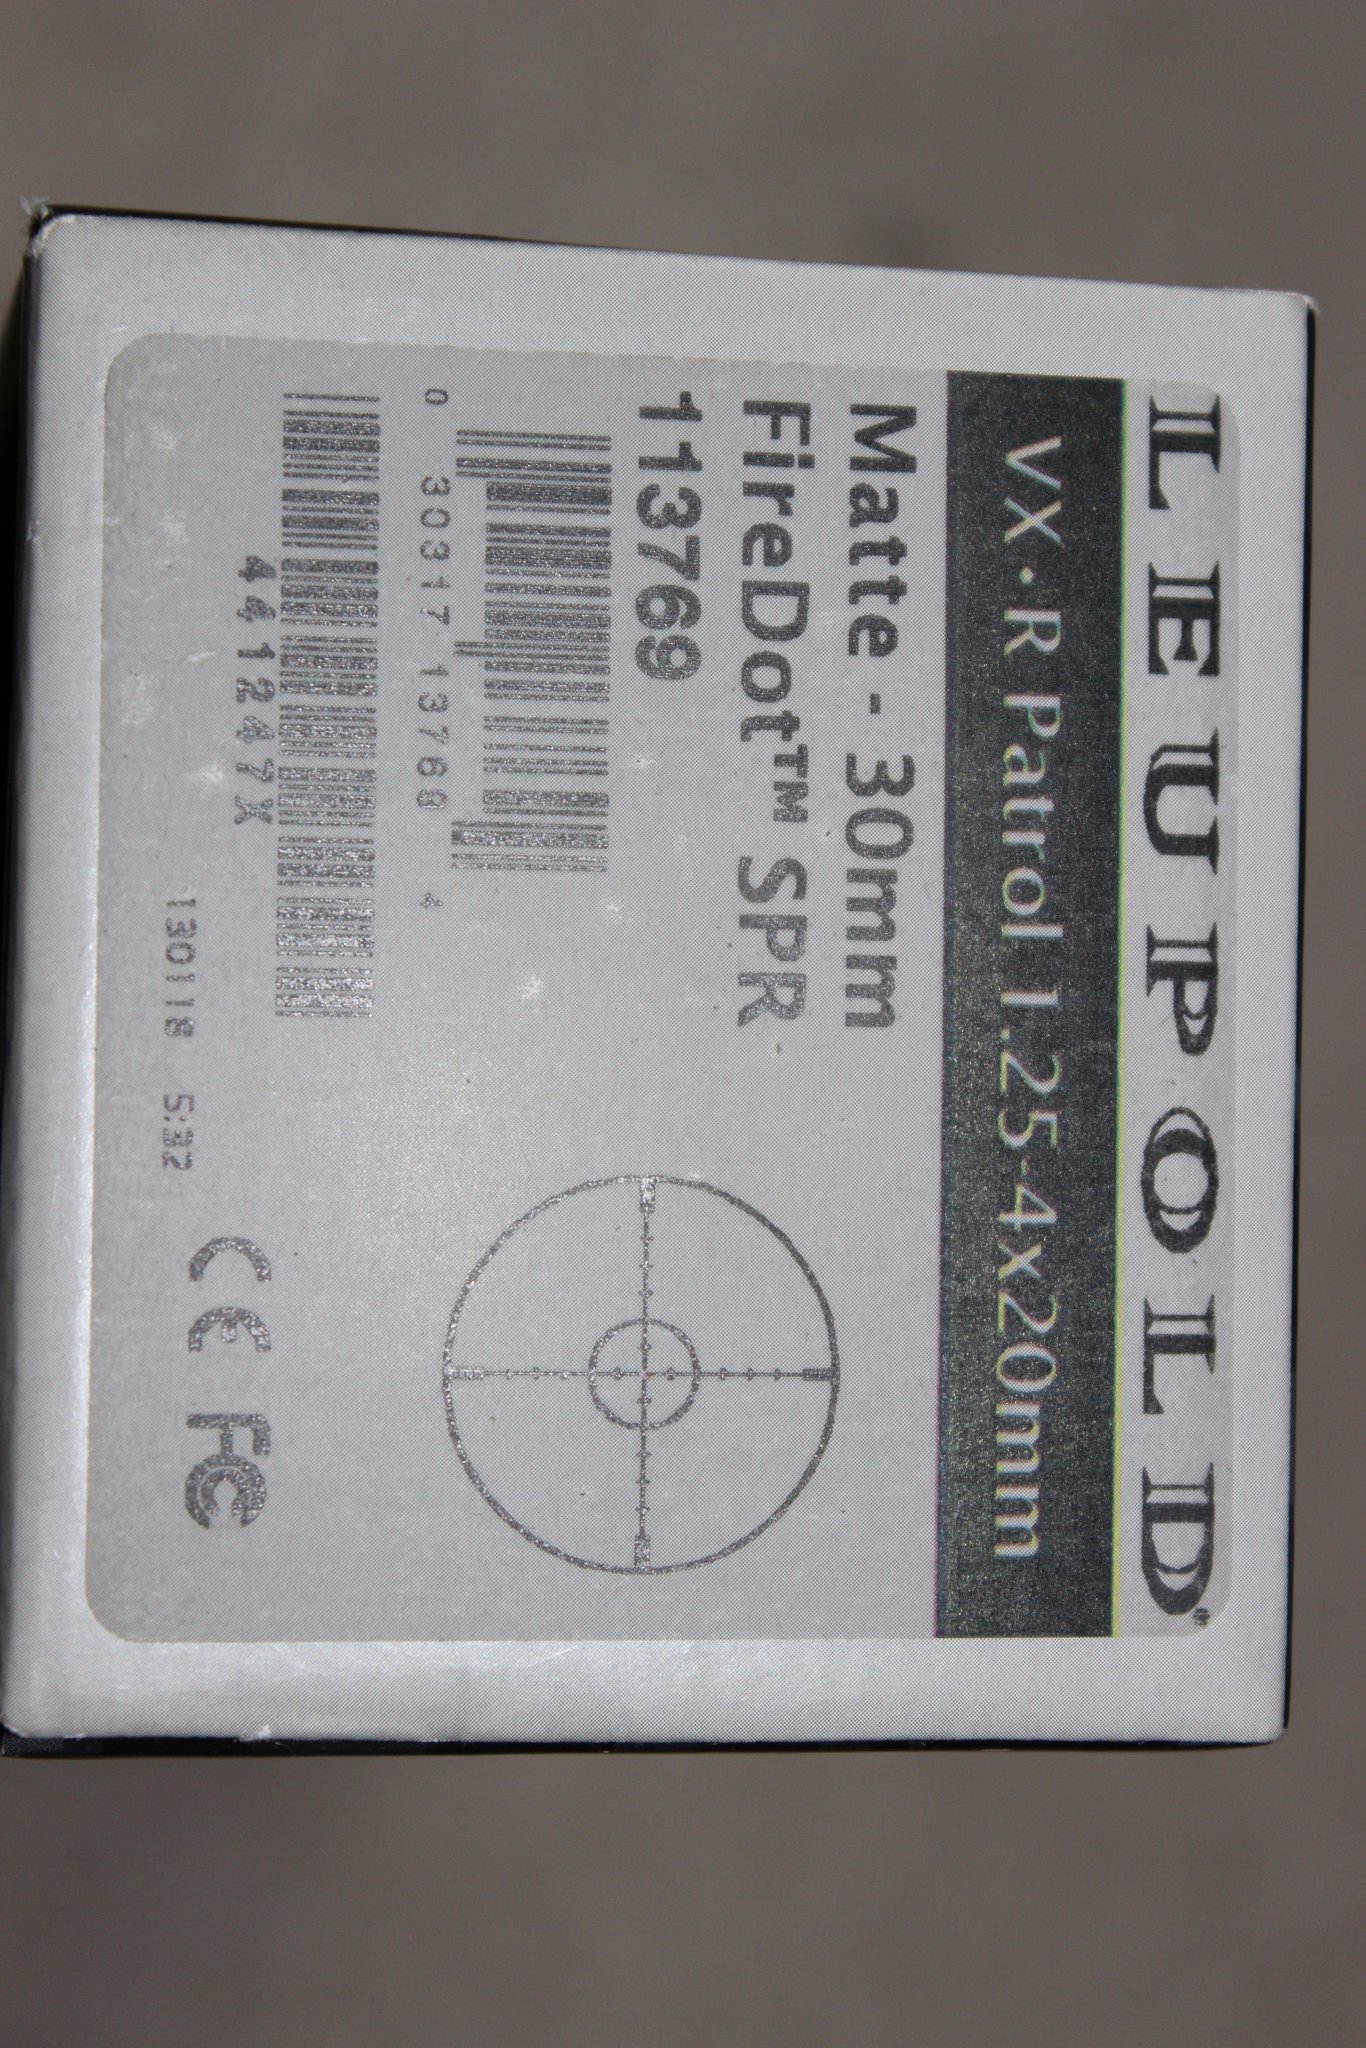 LEUPOLD®
VX•R Patrol 1.25-4x20mm
Matte - 30mm
FireDot™ SPR
113769
0 30317 13769 4
441247X
130118 5:32
CE FC